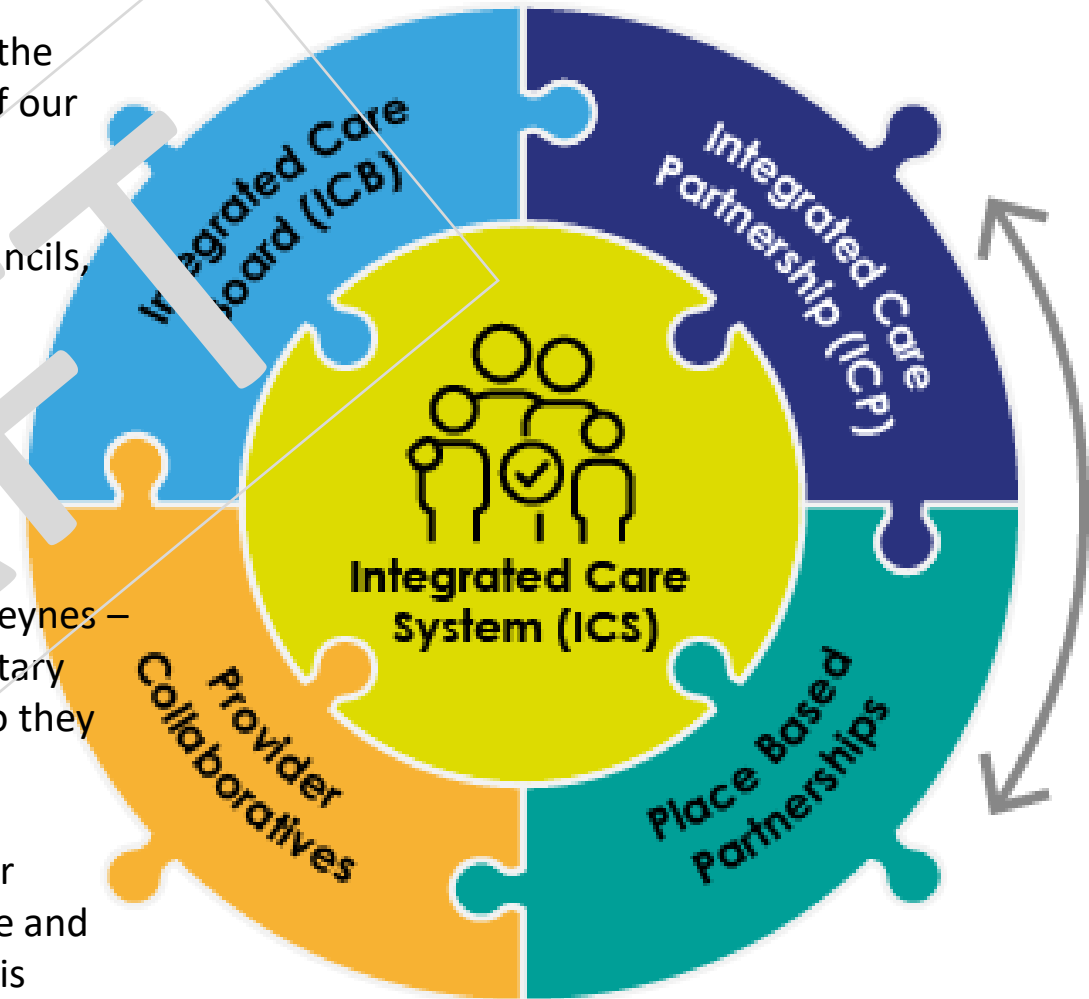 the
f our
ncils,
eynes –
tary
o they
r
e and
is
Integrated Care
Board (ICB)
Integrated Care
Partnership (ICP)
Integrated Care
System (ICS)
Provider
Collaboratives
Place Based
Partnerships